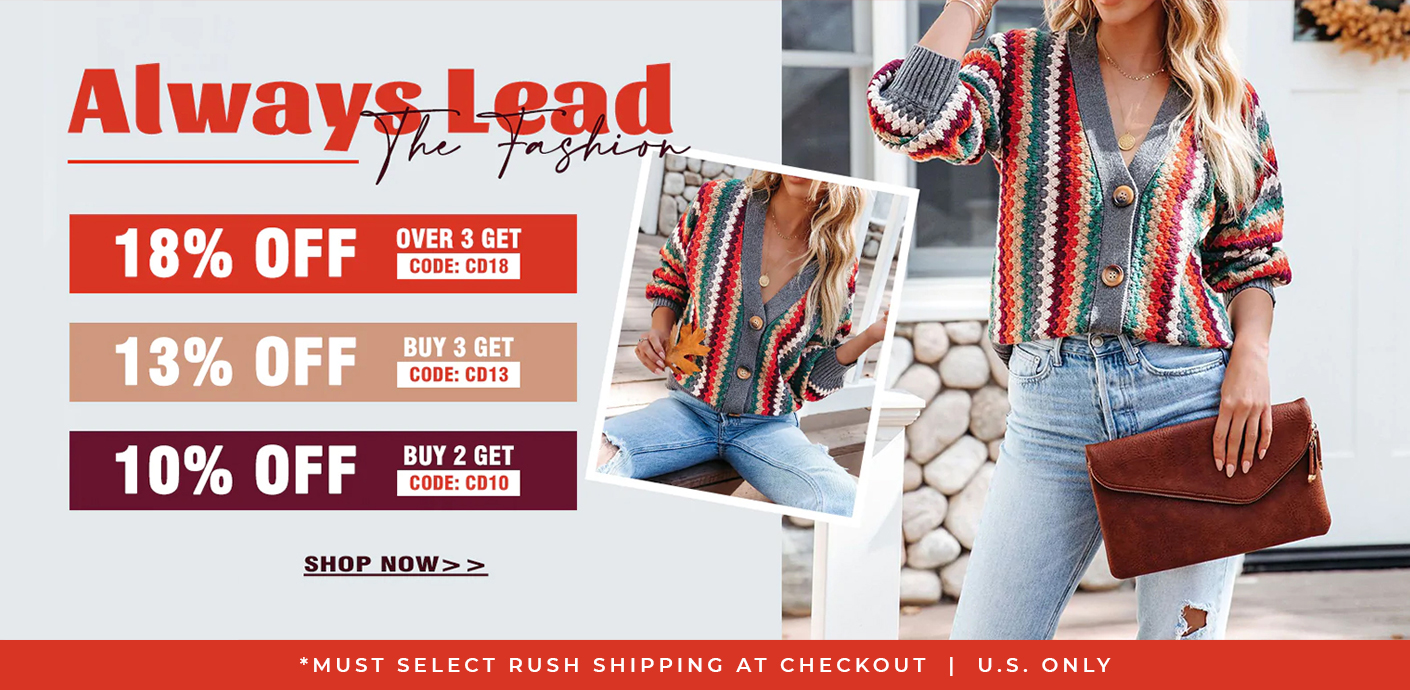 Always Lead
The Fashion
18% OFF
OVER 3 GET
CODE: CD18
13% OFF
BUY 3 GET
CODE: CD13
10% OFF
BUY 2 GET
CODE: CD10
SHOP NOW>>
*MUST SELECT RUSH SHIPPING AT CHECKOUT | U.S. ONLY